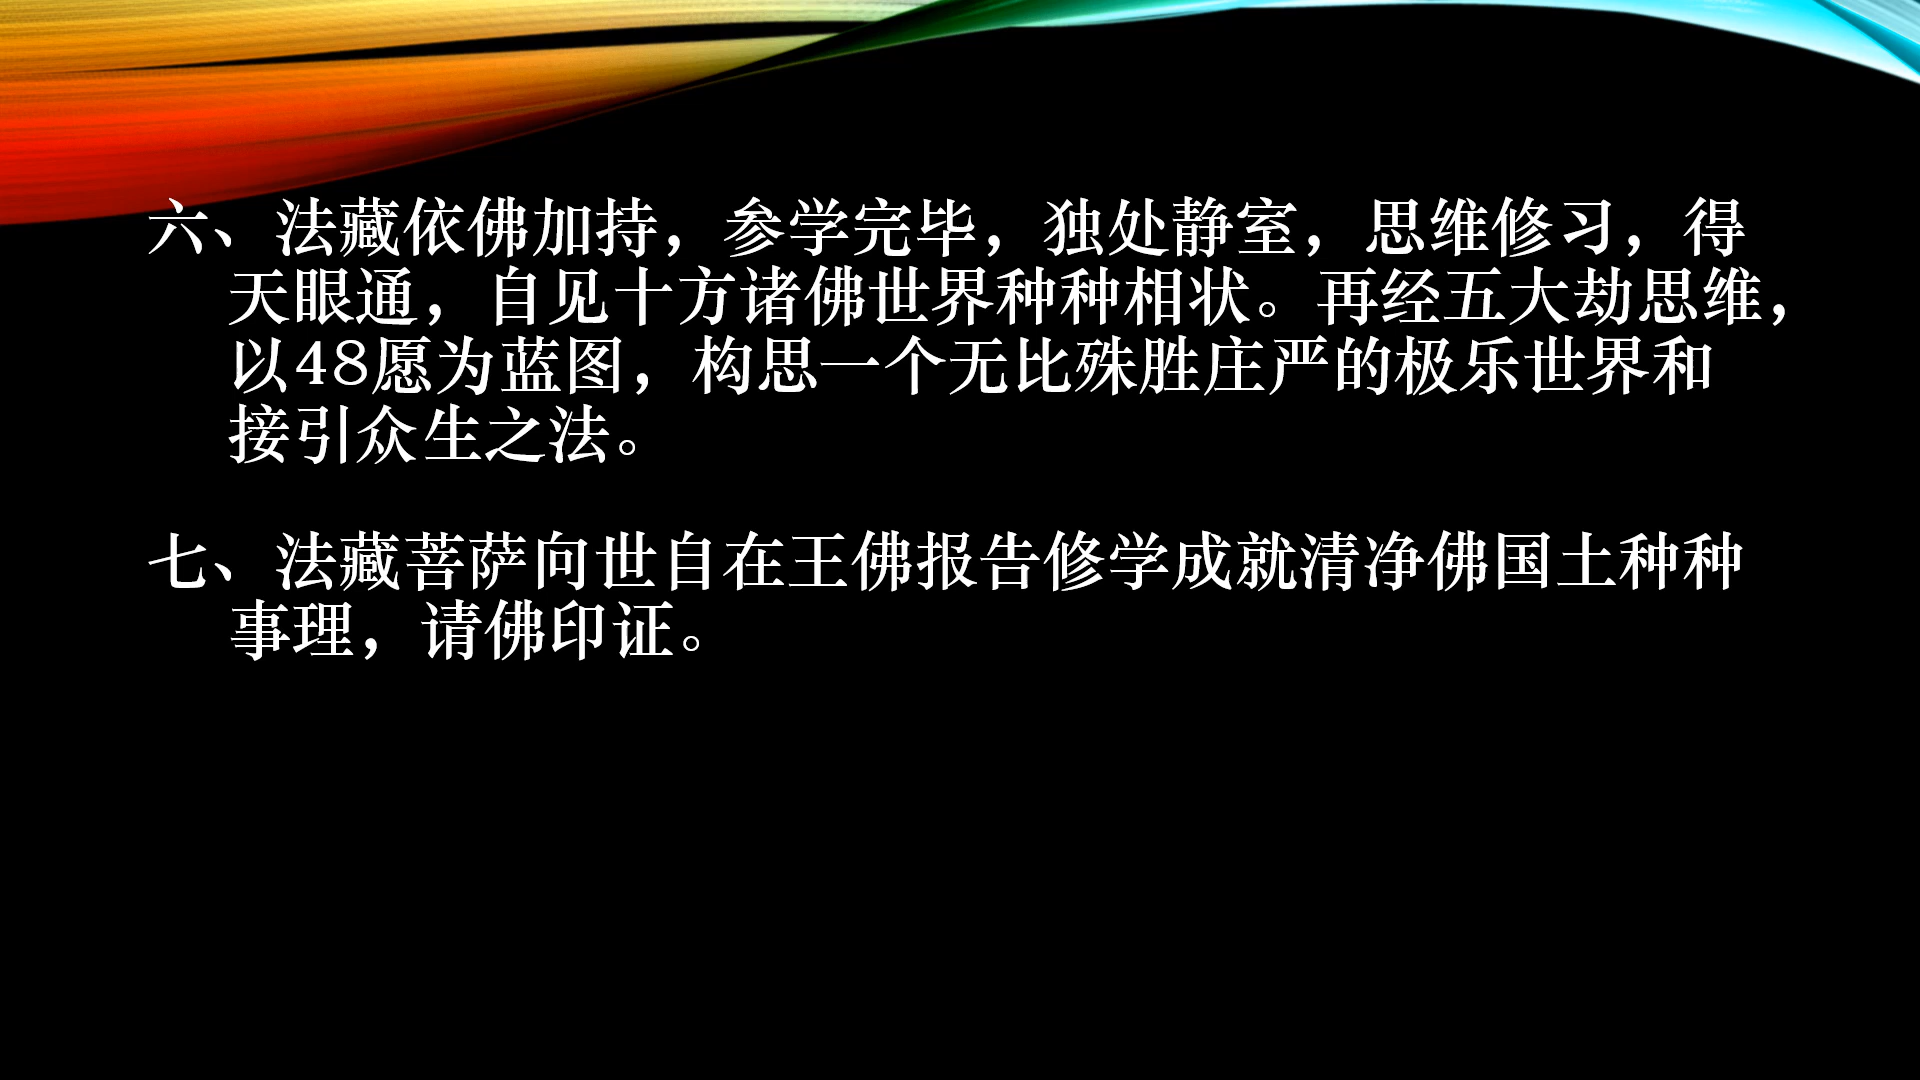 六、法藏依佛加持，参学完毕，独处静室，思维修习，得
天眼通，自见十方诸佛世界种种相状。再经五大劫思维，
以48愿为蓝图，构思一个无比殊胜庄严的极乐世界和
接引众生之法。
七、法藏菩萨向世自在王佛报告修学成就清净佛国土种种
事理，请佛印证。